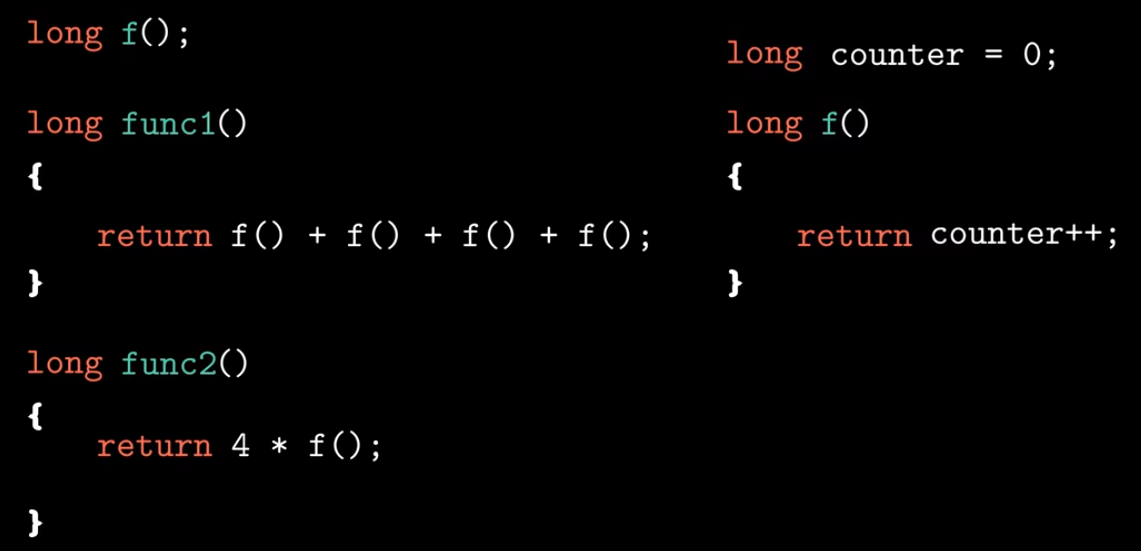 long f();
long func1()
{
    return f() + f() + f() + f();
}
long func2()
{
    return 4 * f();
}
long counter = 0;
long f()
{
    return counter++;
}